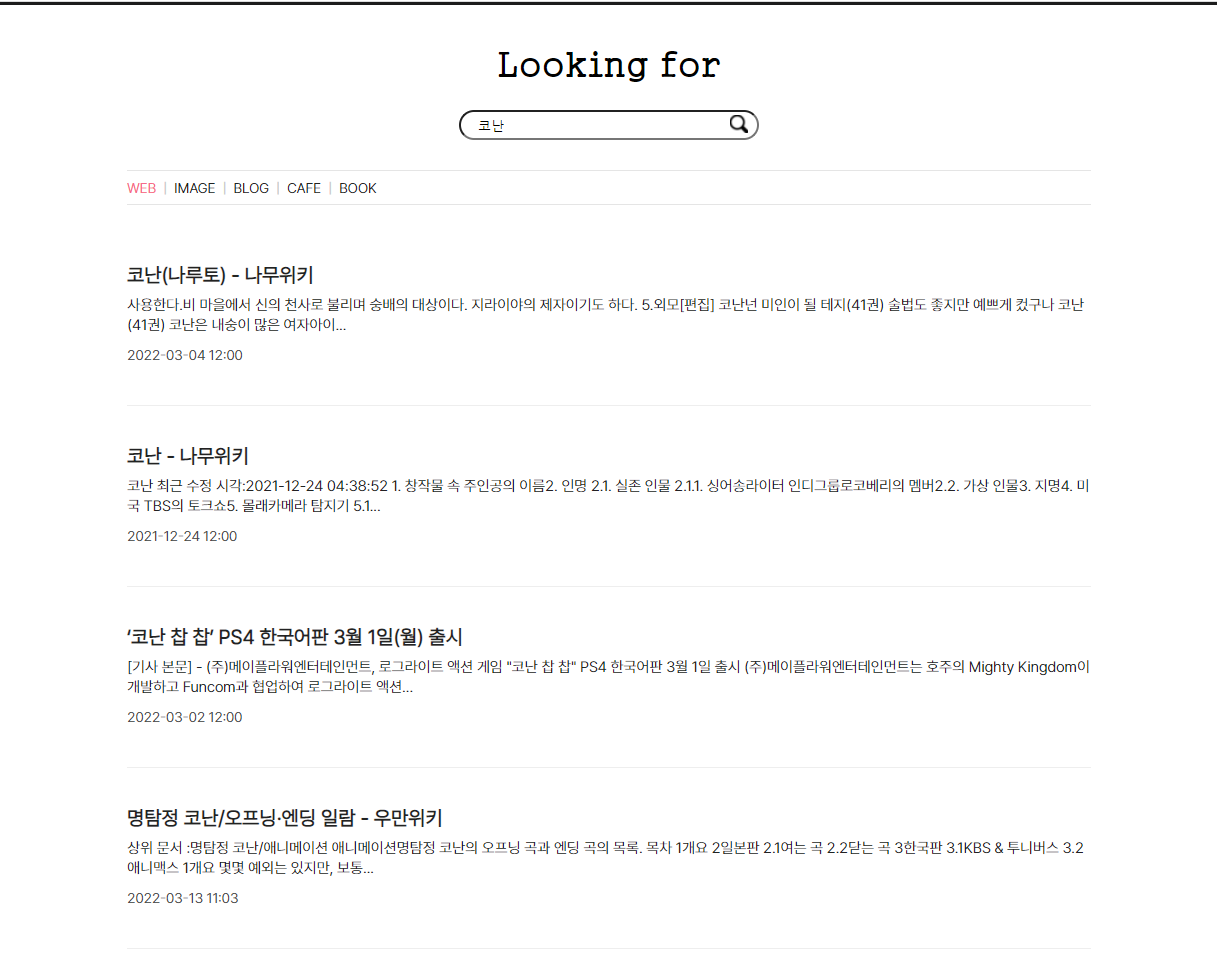 Looking for
코난
WEB | IMAGE | BLOG | CAFE | BOOK
코난(나루토) - 나무위키
사용한다.비 마을에서 신의 천사로 불리며 숭배의 대상이다. 지라이야의 제자이기도 하다. 5.외모[편집] 코난넌 미인이 될 테지(41권) 술법도 좋지만 예쁘게 컸구나 코난
(41권) 코난은 내숭이 많은 여자아이...
2022-03-04 12:00
코난 - 나무위키
코난 최근 수정 시각:2021-12-24 04:38:52 1. 창작물 속 주인공의 이름2. 인명 2.1. 실존 인물 2.1.1. 싱어송라이터 인디그룹로코베리의 멤버2.2. 가상 인물3. 지명4. 미
국 TBS의 토크쇼5. 몰래카메라 탐지기 5.1...
2021-12-24 12:00
‘코난 찹 찹’ PS4 한국어판 3월 1일(월) 출시
[기사 본문] - (주)메이플라워엔터테인먼트, 로그라이트 액션 게임 "코난 찹 찹" PS4 한국어판 3월 1일 출시 (주)메이플라워엔터테인먼트는 호주의 Mighty Kingdom이
개발하고 Funcom과 협업하여 로그라이트 액션...
2022-03-02 12:00
명탐정 코난/오프닝·엔딩 일람 - 우만위키
상위 문서 :명탐정 코난/애니메이션 애니메이션명탐정 코난의 오프닝 곡과 엔딩 곡의 목록. 목차 1개요 2일본판 2.1여는 곡 2.2닫는 곡 3한국판 3.1KBS & 투니버스 3.2
애니맥스 1개요 몇몇 예외는 있지만, 보통...
2022-03-13 11:03